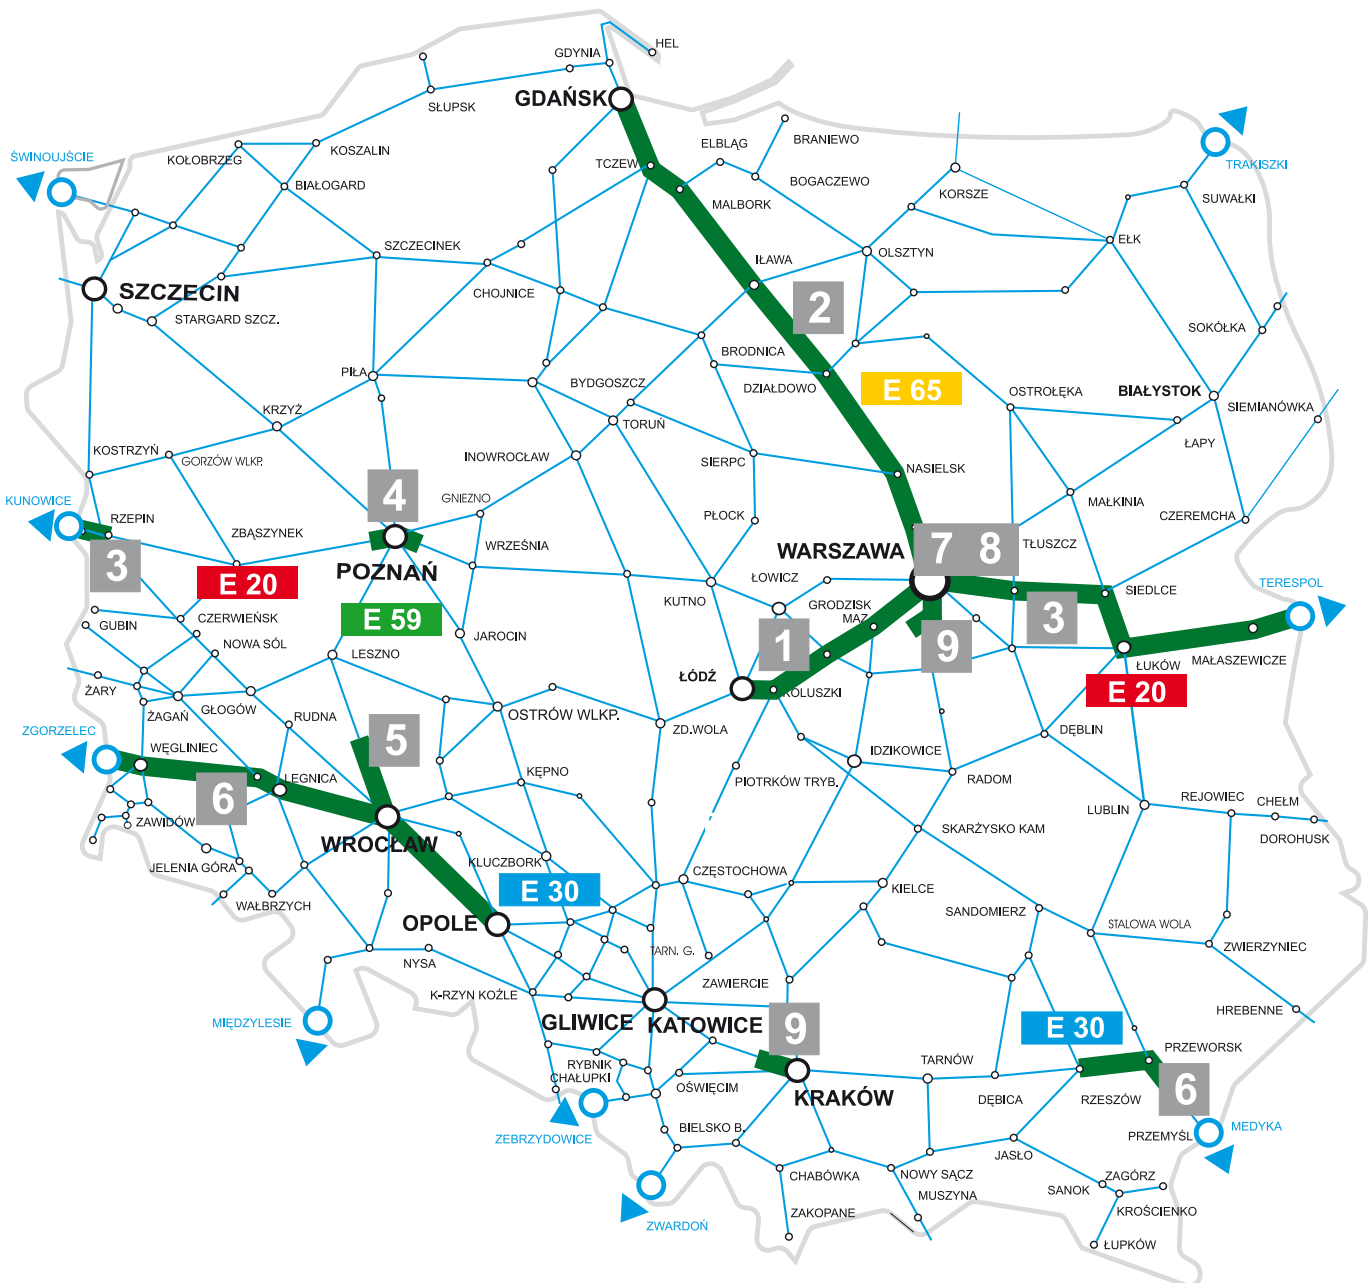 HEL
GDYNIA
GDAŃSK
SŁUPSK
KOSZALIN
KOŁOBRZEG
BIAŁOGARD
ŚWINOUJŚCIE
TCZEW
ELBLĄG
BRANIEWO
BOGACZEWO
MALBORK
KORSZE
TRAKISZKI
SUWAŁKI
EŁK
SZCZECINEK
IŁAWA
OLSZTYN
SZCZECIN
CHOJNICE
STARGARD SZCZ.
2
SOKÓŁKA
BRODNICA
DZIAŁDOWO
PIŁA
BYDGOSZCZ
E 65
OSTROŁĘKA
BIAŁYSTOK
SIEMIANÓWKA
KRZYŻ
TORUŃ
ŁAPY
KOSTRZYŃ
GORZÓW WLKP.
INOWROCŁAW
SIERPC
NASIELSK
KUNOWICE
RZEPIN
4
GNIEZNO
MAŁKINIA
ZBĄSZYNEK
PŁOCK
CZEREMCHA
3
POZNAŃ
WRZEŚNIA
WARSZAWA
7 8
TŁUSZCZ
E 20
KUTNO
ŁOWICZ
SIEDLCE
TERESPOL
GUBIN
CZERWIEŃSK
E 59
GRODZISK
MAZ.
3
NOWA SÓL
JAROCIN
1
9
LESZNO
ŁUKÓW
MAŁASZEWICZE
ŻARY
ŁÓDŹ
KOLUSZKI
E 20
ŻAGAŃ
GŁOGÓW
RUDNA
OSTRÓW WLKP.
ZD.WOLA
DĘBLIN
ZGORZELEC
WĘGLINIEC
5
IDZIKOWICE
LEGNICA
KĘPNO
PIOTRKÓW TRYB.
RADOM
6
LUBLIN
REJOWIEC
CHEŁM
ZAWIDÓW
SKARŻYSKO KAM
DOROHUSK
WROCŁAW
JELENIA GÓRA
KLUCZBORK
CZĘSTOCHOWA
E 30
KIELCE
WAŁBRZYCH
SANDOMIERZ
OPOLE
STALOWA WOLA
NYSA
TARN. G.
ZWIERZYNIEC
ZAWIERCIE
K-RZYN KOŹLE
HREBENNE
MIĘDZYLESIE
GLIWICE
KATOWICE
9
E 30
RYBNIK
CHAŁUPKI
OŚWIĘCIM
TARNÓW
PRZEWORSK
KRAKÓW
DĘBICA
RZESZÓW
6
ZEBRZYDOWICE
BIELSKO B.
PRZEMYŚL
MEDYKA
JASŁO
CHABÓWKA
NOWY SĄCZ
MUSZYNA
SANOK
ZAGÓRZ
KROŚCIENKO
ZWARDOŃ
ZAKOPANE
ŁUPKÓW